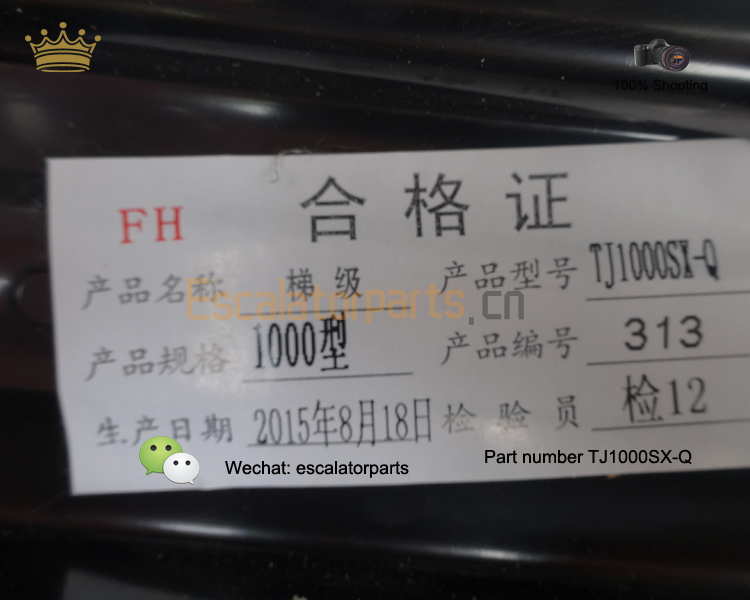 100% Shooting
FH 合格证
产品名称 梯级 产品型号 TJ1000SX-Q
Escalatorparts.cn
产品规格 1000型 产品编号 313
生产日期 2015年8月18日 检验员 检12
Wechat: escalatorparts
Part number TJ1000SX-Q